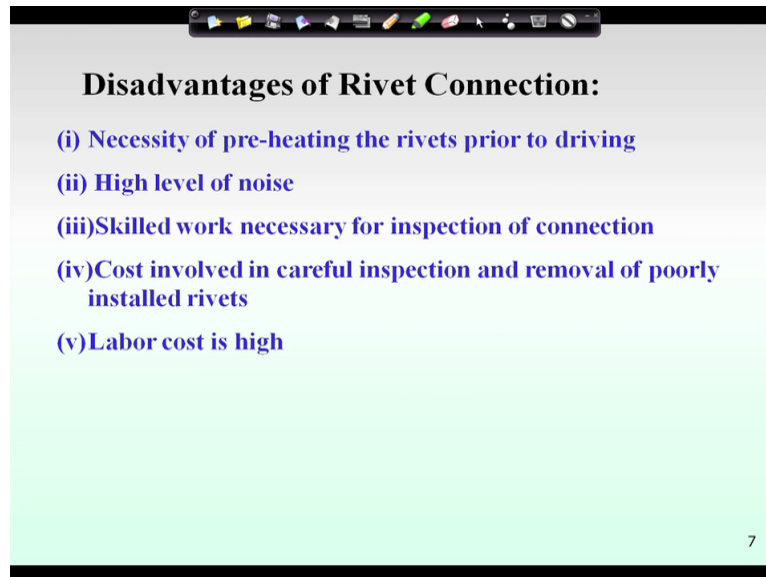 Disadvantages of Rivet Connection:
(i) Necessity of pre-heating the rivets prior to driving
(ii) High level of noise
(iii)Skilled work necessary for inspection of connection
(iv)Cost involved in careful inspection and removal of poorly
installed rivets
(v)Labor cost is high
7